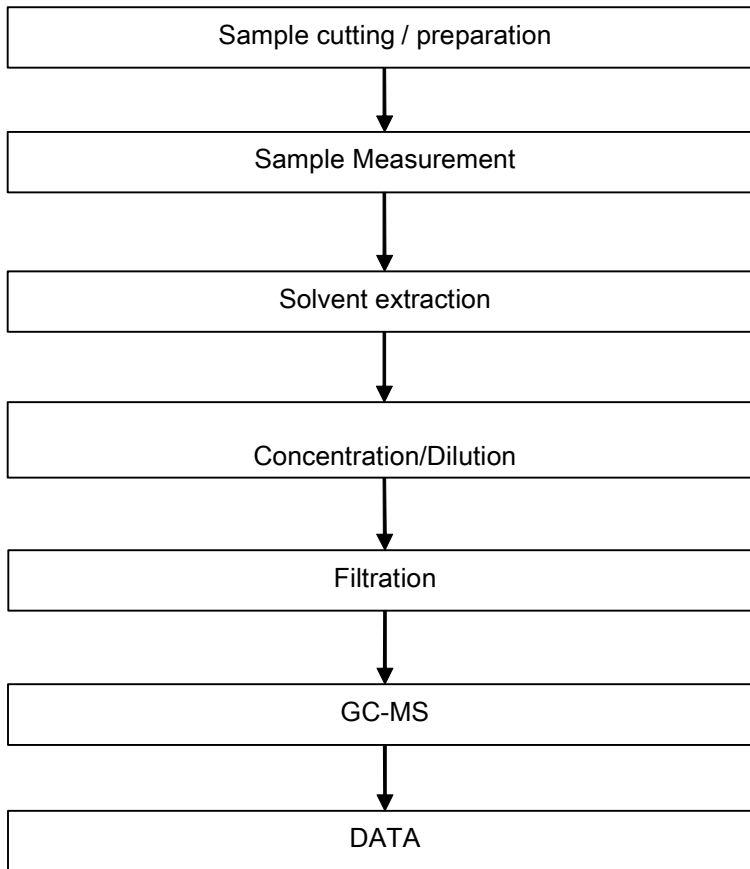 Sample cutting / preparation
Sample Measurement
Solvent extraction
Concentration/Dilution
Filtration
GC-MS
DATA